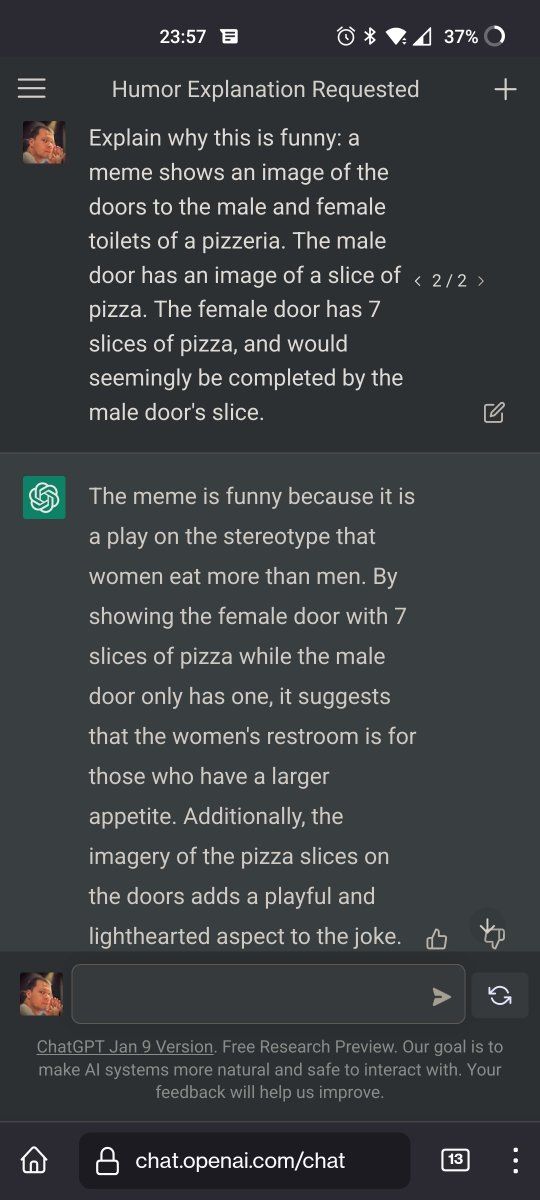 23:57
37%
Humor Explanation Requested
Explain why this is funny: a
meme shows an image of the
doors to the male and female
toilets of a pizzeria. The male
door has an image of a slice of
< 2 / 2 >
pizza. The female door has 7
slices of pizza, and would
seemingly be completed by the
male door's slice.
The meme is funny because it is
a play on the stereotype that
women eat more than men. By
showing the female door with 7
slices of pizza while the male
door only has one, it suggests
that the women's restroom is for
those who have a larger
appetite. Additionally, the
imagery of the pizza slices on
the doors adds a playful and
lighthearted aspect to the joke.
ChatGPT Jan 9 Version. Free Research Preview. Our goal is to
make AI systems more natural and safe to interact with. Your
feedback will help us improve.
chat.openai.com/chat
13